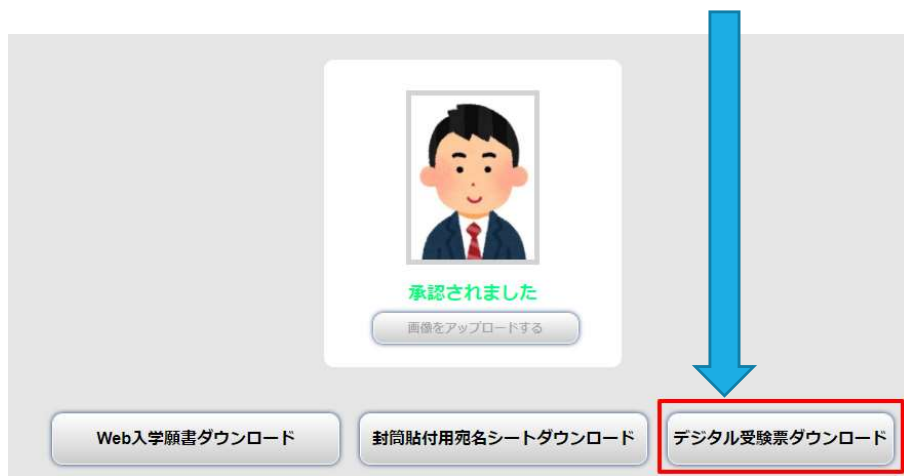 承認されました
画像をアップロードする
Web入学願書ダウンロード
封筒貼付用宛名シートダウンロード
デジタル受験票ダウンロード